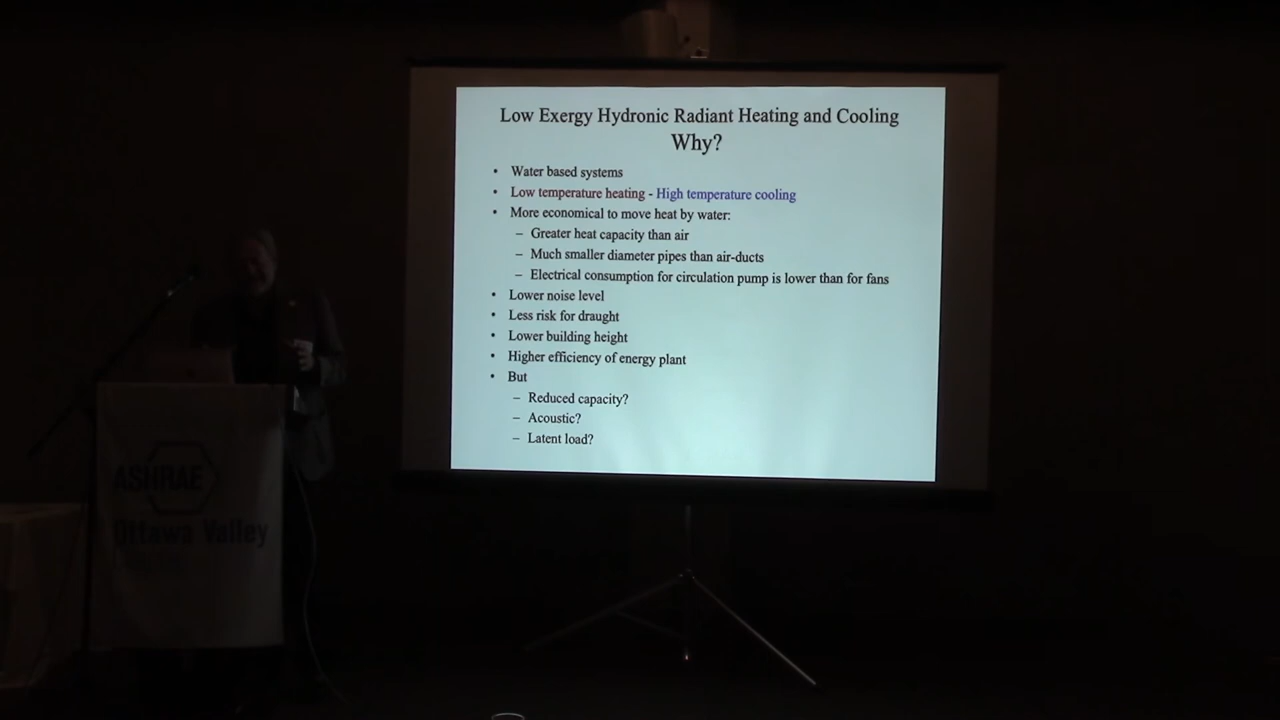 Low Exergy Hydronic Radiant Heating and Cooling
Why?
• Water based systems
• Low temperature heating - High temperature cooling
• More economical to move heat by water:
– Greater heat capacity than air
– Much smaller diameter pipes than air-ducts
– Electrical consumption for circulation pump is lower than for fans
• Lower noise level
• Less risk for draught
• Lower building height
• Higher efficiency of energy plant
• But
– Reduced capacity?
– Acoustic?
– Latent load?
ASHRAE
Ottawa Valley